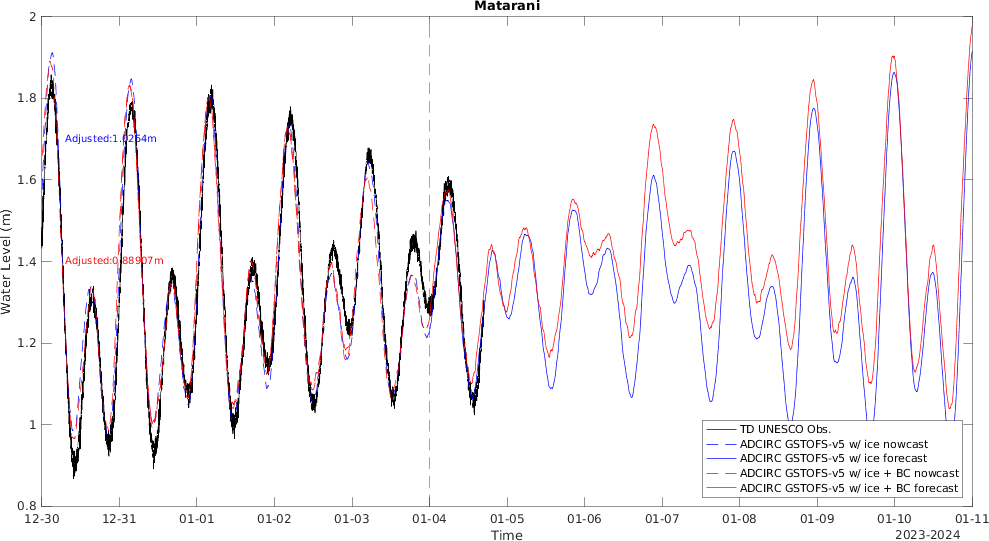 Matarani
2
1.8
1.6
1.4
1.2
1
0.8
Water Level (m)
Adjusted:1.0264m
Adjusted:0.88907m
TD UNESCO Obs.
ADCIRC GSTOFS-v5 w/ ice nowcast
ADCIRC GSTOFS-v5 w/ ice forecast
ADCIRC GSTOFS-v5 w/ ice + BC nowcast
ADCIRC GSTOFS-v5 w/ ice + BC forecast
12-30 12-31 01-01 01-02 01-03 01-04 01-05 01-06 01-07 01-08 01-09 01-10 01-11
Time
2023-2024